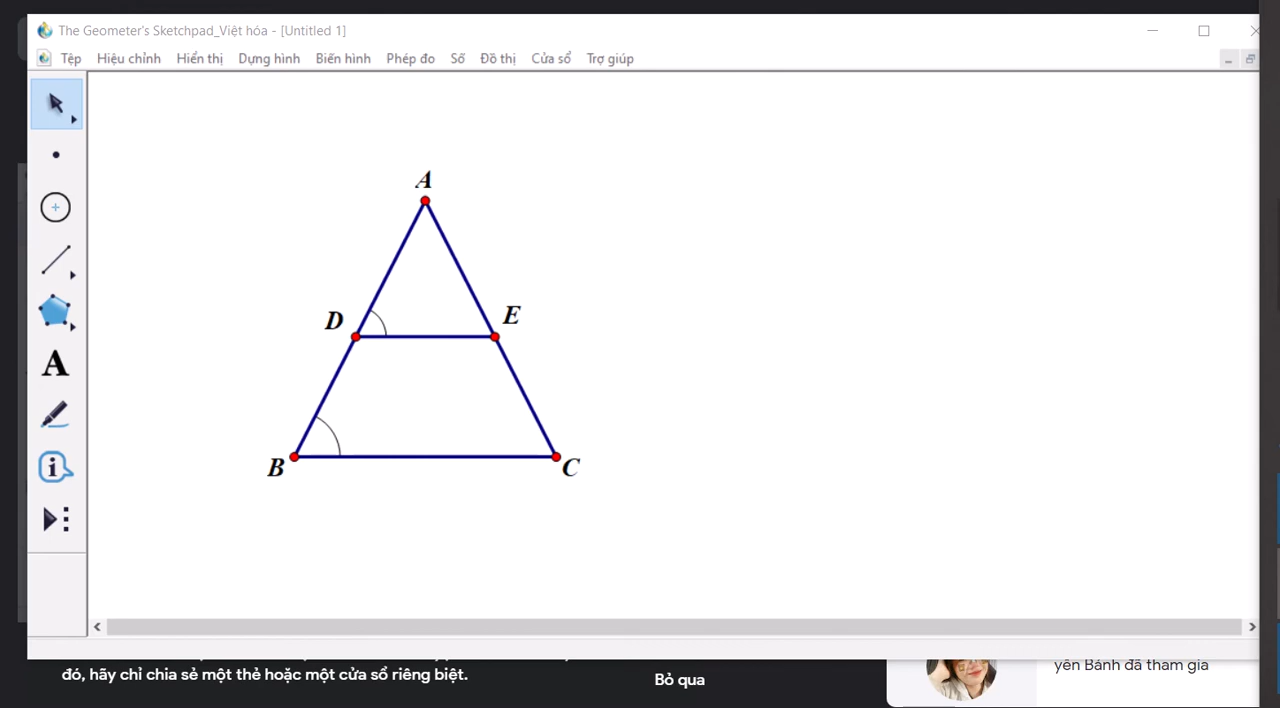 The Geometer's Sketchpad_Việt hóa - [Untitled 1]
Tệp Hiệu chỉnh Hiển thị Dựng hình Biến hình Phép đo Số Đồ thị Cửa sổ Trợ giúp
A
D
E
B
C
A
i
đó, hãy chỉ chia sẻ một thẻ hoặc một cửa sổ riêng biệt.
Bỏ qua
yên Bánh đã tham gia